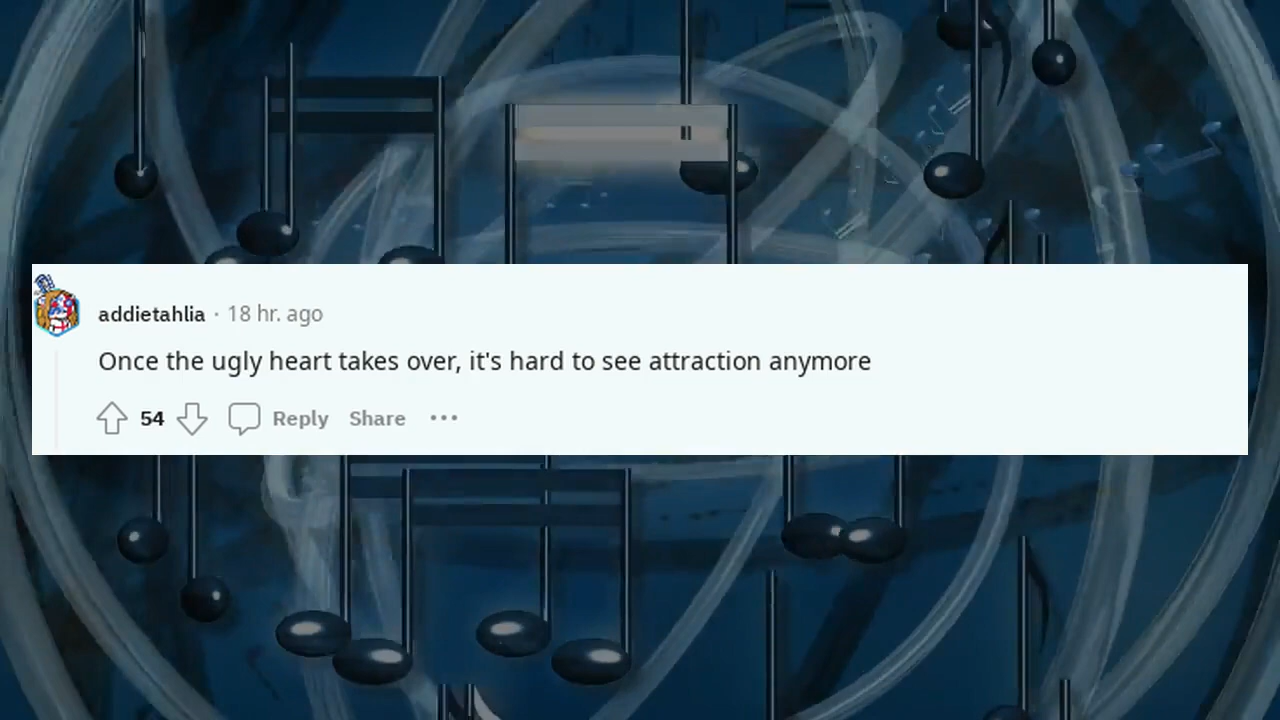 addietahlia · 18 hr. ago
Once the ugly heart takes over, it's hard to see attraction anymore
54 Reply Share ···